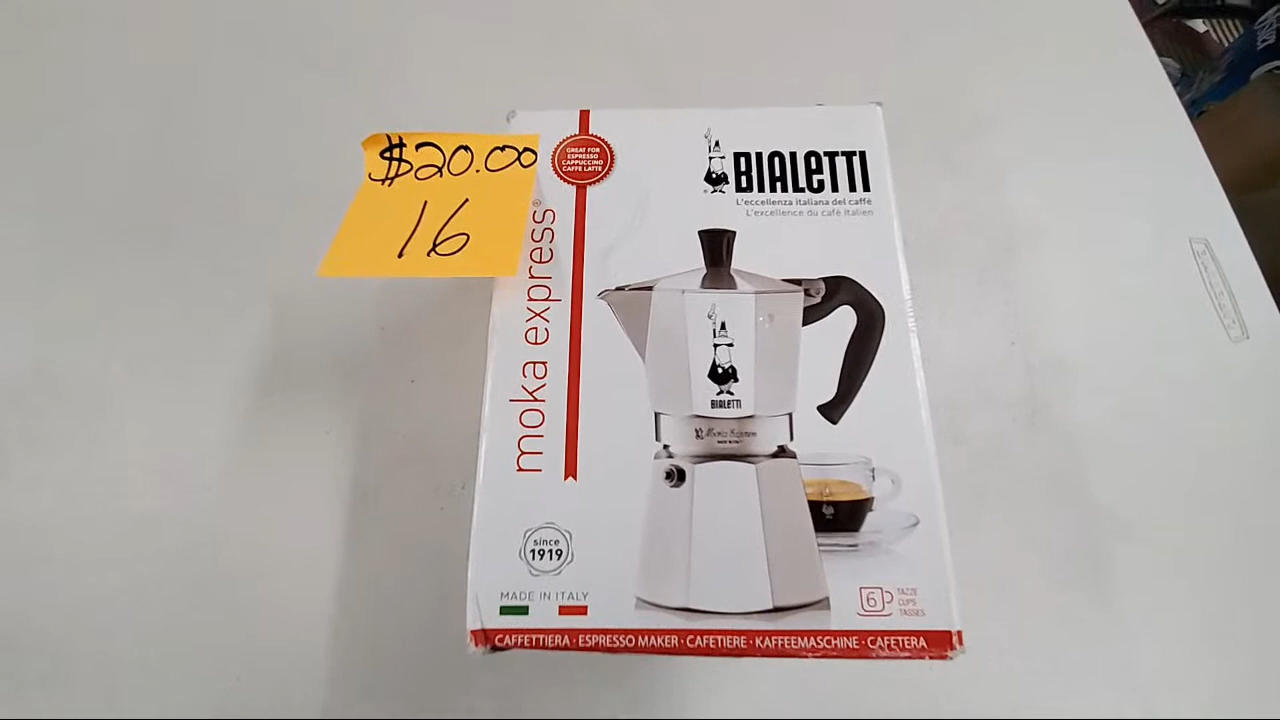 $20.00
16
GREAT FOR
ESPRESSO
CAPPUCCINO
CAFFE LATTE
BIALETTI
L'eccellenza italiana del caffè
L'excellence du café Italien
moka express®
BIALETTI
since
1919
MADE IN ITALY
6
TAZZE
CUPS
TASSES
CAFFETTIERA · ESPRESSO MAKER · CAFETIERE · KAFFEEMASCHINE · CAFETERA